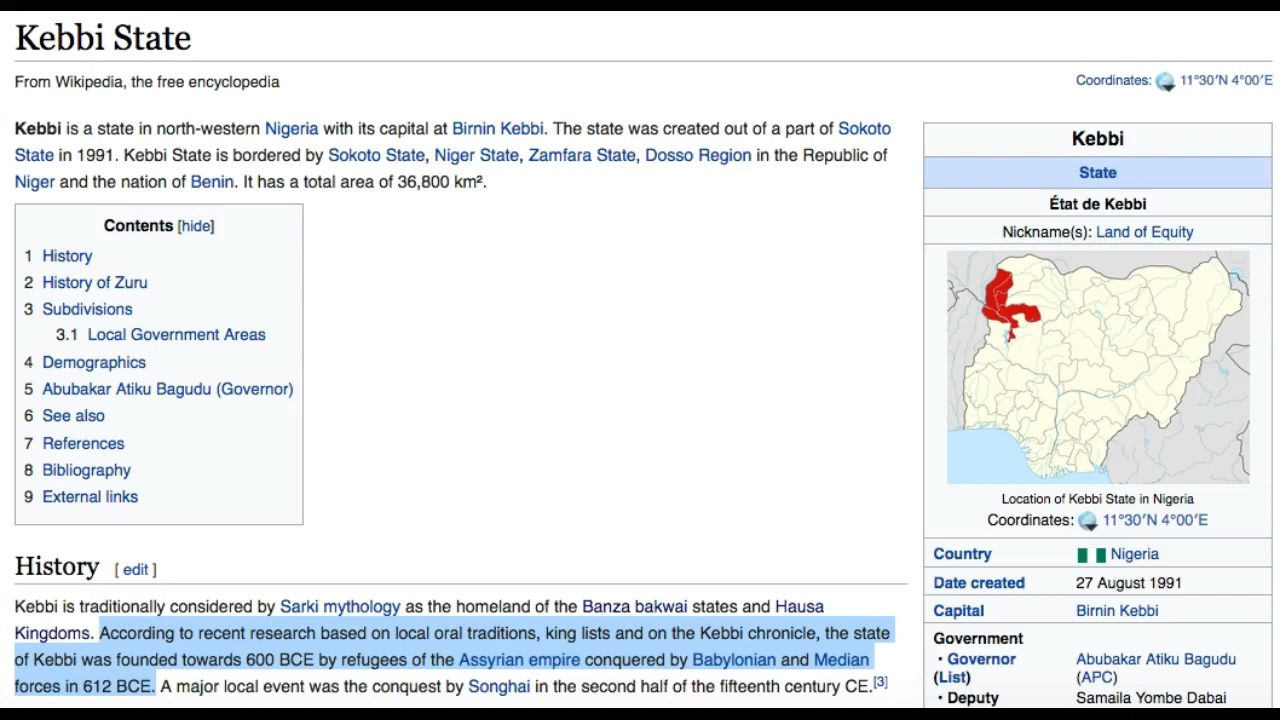 Kebbi State
From Wikipedia, the free encyclopedia
Coordinates: 11°30′N 4°00′E
Kebbi is a state in north-western Nigeria with its capital at Birnin Kebbi. The state was created out of a part of Sokoto
State in 1991. Kebbi State is bordered by Sokoto State, Niger State, Zamfara State, Dosso Region in the Republic of
Niger and the nation of Benin. It has a total area of 36,800 km².
Contents [hide]
1 History
2 History of Zuru
3 Subdivisions
3.1 Local Government Areas
4 Demographics
5 Abubakar Atiku Bagudu (Governor)
6 See also
7 References
8 Bibliography
9 External links
History [ edit ]
Kebbi is traditionally considered by Sarki mythology as the homeland of the Banza bakwai states and Hausa
Kingdoms. According to recent research based on local oral traditions, king lists and on the Kebbi chronicle, the state
of Kebbi was founded towards 600 BCE by refugees of the Assyrian empire conquered by Babylonian and Median
forces in 612 BCE. A major local event was the conquest by Songhai in the second half of the fifteenth century CE.[3]
Kebbi
State
État de Kebbi
Nickname(s): Land of Equity
Location of Kebbi State in Nigeria
Coordinates: 11°30′N 4°00′E
Country Nigeria
Date created 27 August 1991
Capital Birnin Kebbi
Government
• Governor Abubakar Atiku Bagudu
(List) (APC)
• Deputy Samaila Yombe Dabai